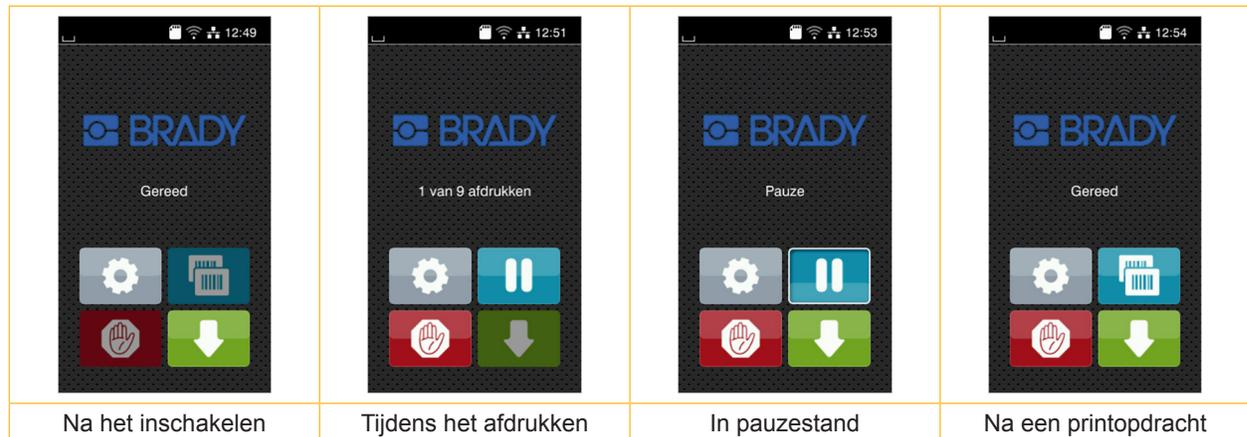 12:49
BRADY
Gereed
Na het inschakelen
12:51
BRADY
1 van 9 afdrukken
Tijdens het afdrukken
12:53
BRADY
Pauze
In pauzestand
12:54
BRADY
Gereed
Na een printopdracht